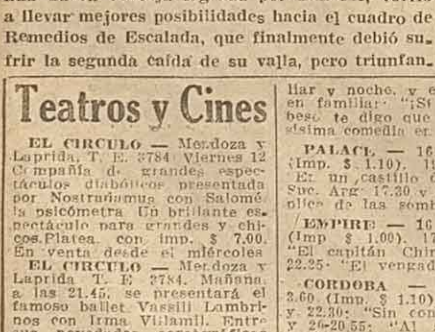 a llevar mejores posibilidades hacia el cuadro de
Remedios de Escalada, que finalmente debió su-
frir la segunda caída de su valla, pero triunfan-
Teatros y Cines
EL CIRCULO — Mendoza y
Laprida, T. E. 3784 Viernes 12
Compañía de grandes espec-
táculos diabólicos presentada
por Nostradamus con Salomé
la psicómetra Un brillante es-
pectáculo para grandes y chi-
cos. Platea, con imp. $ 7.00.
En venta desde el miércoles
EL CIRCULO — Mendoza y
Laprida T. E. 3784. Mañana,
a las 21.45, se presentará el
famoso ballet Vassili Lambri-
nos con Irma Villamil. Entre
liar y noche, y e
en familiar: "¡Si
beso te digo que
sísima comedia er
PALACE — 16
(Imp. $ 1.10), 19
En un castillo d
Suc. Arg. 17.30 y
plice de las somb
EMPIRE — 16
(Imp $ 1.00), 17
"El capitán Chir
22.25: "El vengad
CORDOBA —
3.60 (Imp. $ 1.10)
y 22.30: "Sin con
y 20-20.55: "Al